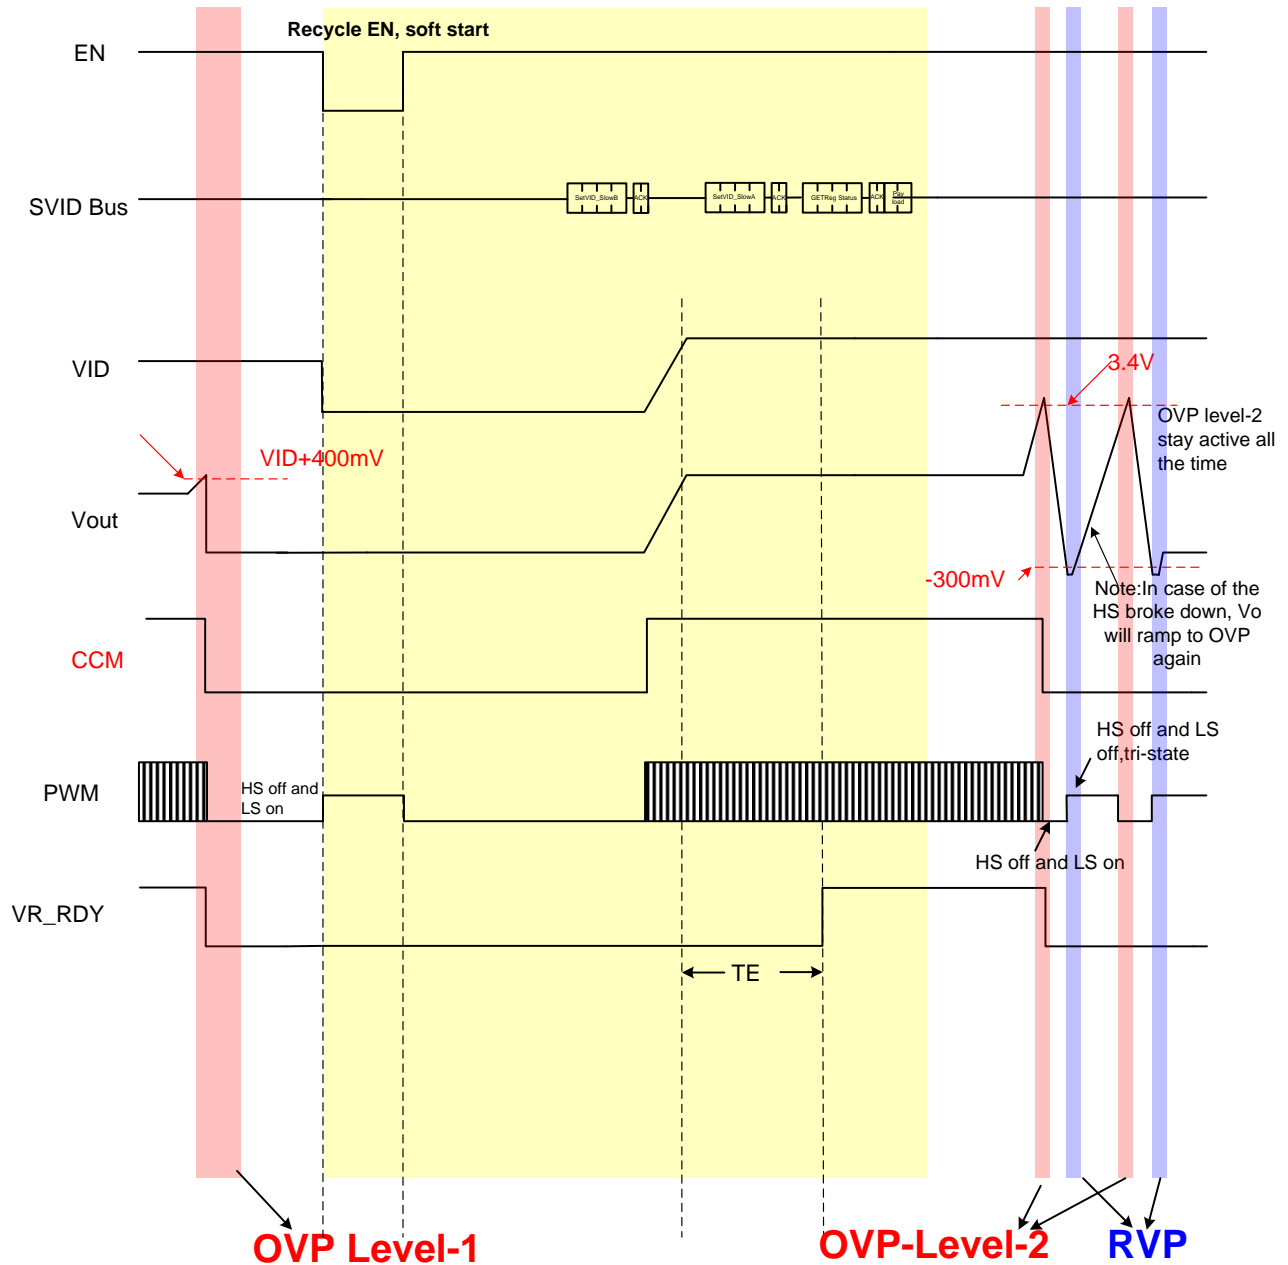 Recycle EN, soft start
EN
SVID Bus
SetVID_SlowB
ACK
SetVID_SlowA
ACK
GETReg Status
ACK
Pay
load
VID
3.4V
OVP level-2
stay active all
the time
VID+400mV
Vout
-300mV
Note:In case of the
HS broke down, Vo
will ramp to OVP
again
CCM
HS off and LS
off,tri-state
PWM
HS off and
LS on
HS off and LS on
VR_RDY
TE
OVP Level-1
OVP-Level-2
RVP